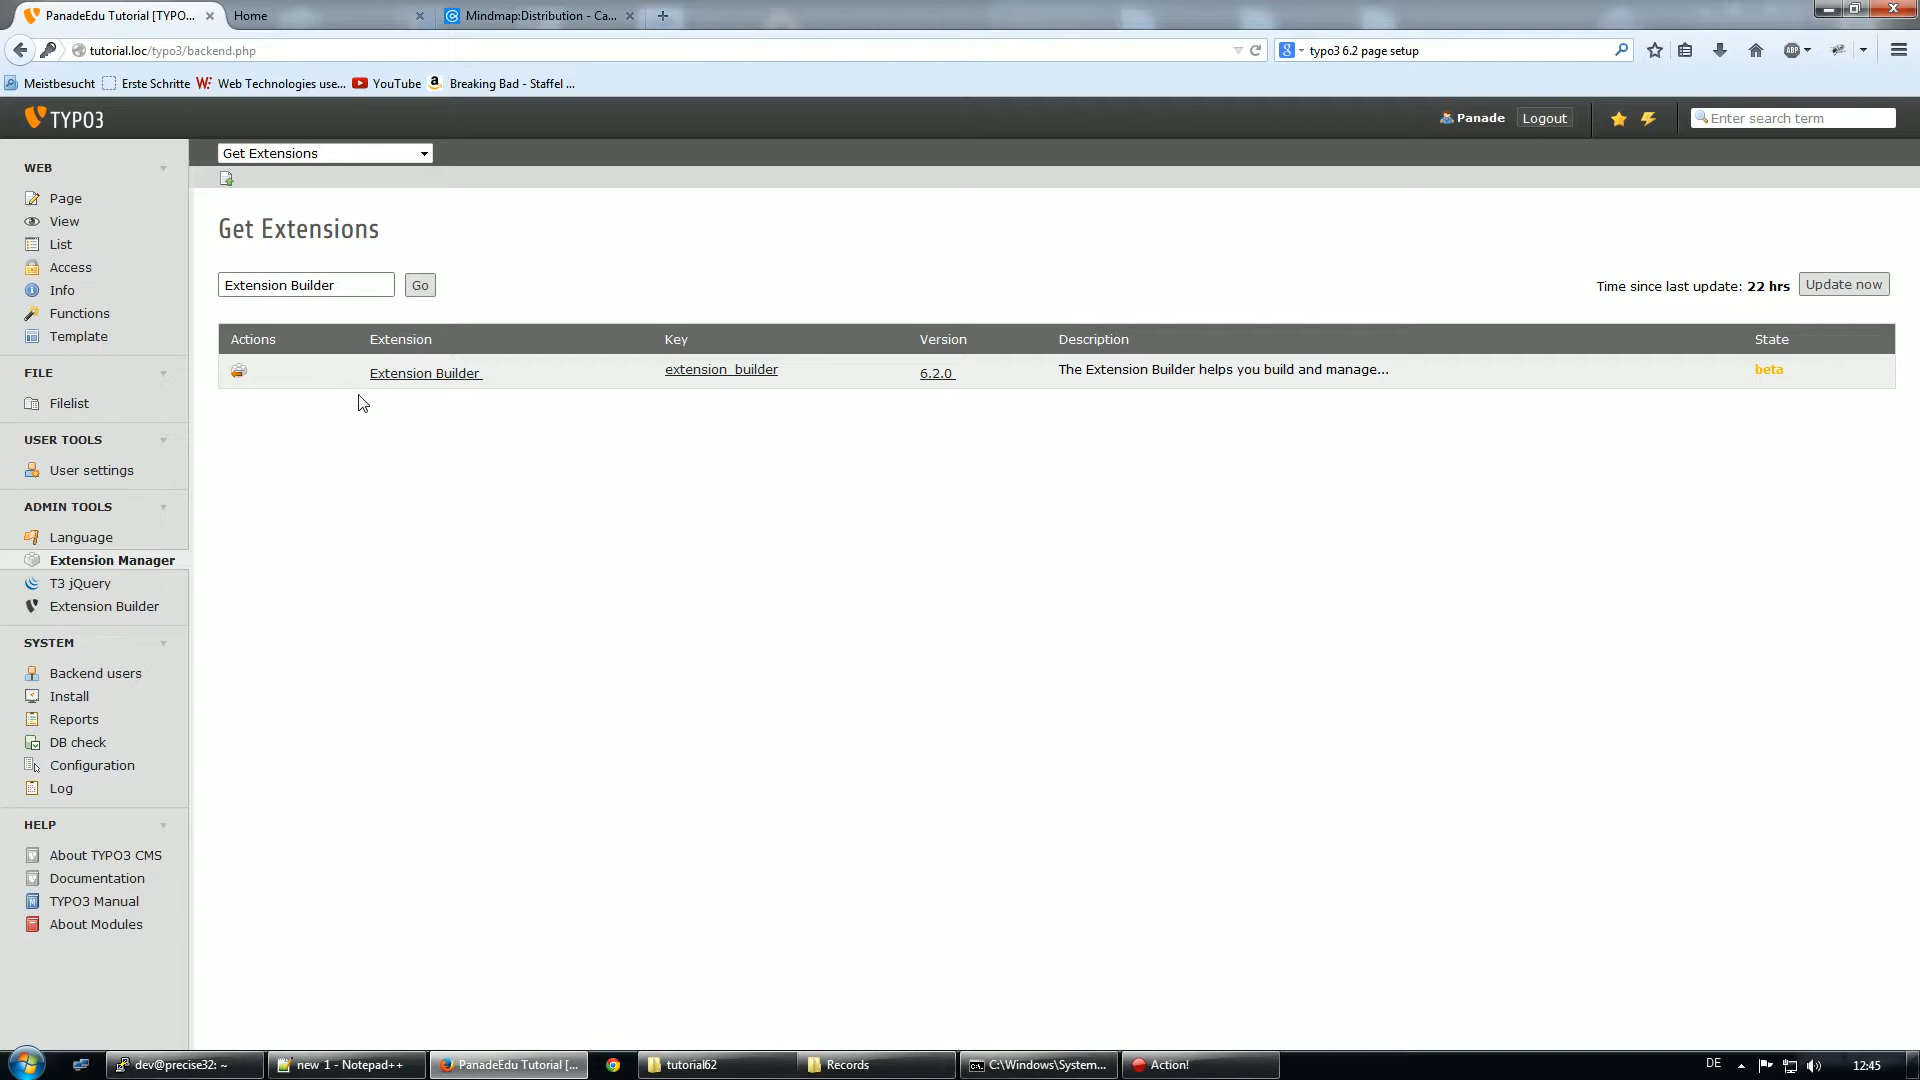 PanadeEdu Tutorial [TYPO...
Home
Mindmap:Distribution - Ca...
tutorial.loc/typo3/backend.php
typo3 6.2 page setup
Meistbesucht
Erste Schritte
Web Technologies use...
YouTube
Breaking Bad - Staffel ...
TYPO3
Panade
Logout
Enter search term
Get Extensions
WEB
Page
View
List
Access
Info
Functions
Template
FILE
Filelist
USER TOOLS
User settings
ADMIN TOOLS
Language
Extension Manager
T3 jQuery
Extension Builder
SYSTEM
Backend users
Install
Reports
DB check
Configuration
Log
HELP
About TYPO3 CMS
Documentation
TYPO3 Manual
About Modules
Get Extensions
Extension Builder
Go
Time since last update: 22 hrs
Update now
Actions Extension Key Version Description State
Extension Builder extension_builder 6.2.0 The Extension Builder helps you build and manage... beta
dev@precise32: ~
new 1 - Notepad++
PanadeEdu Tutorial [...
tutorial62
Records
C:\Windows\System...
Action!
DE
12:45